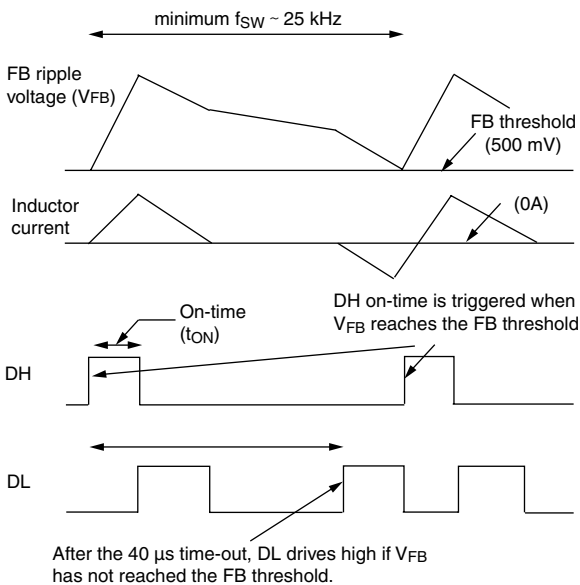 minimum fSW ~ 25 kHz
FB ripple
voltage (VFB)
FB threshold
(500 mV)
Inductor
current
(0A)
On-time
(tON)
DH on-time is triggered when
VFB reaches the FB threshold
DH
DL
After the 40 µs time-out, DL drives high if VFB
has not reached the FB threshold.